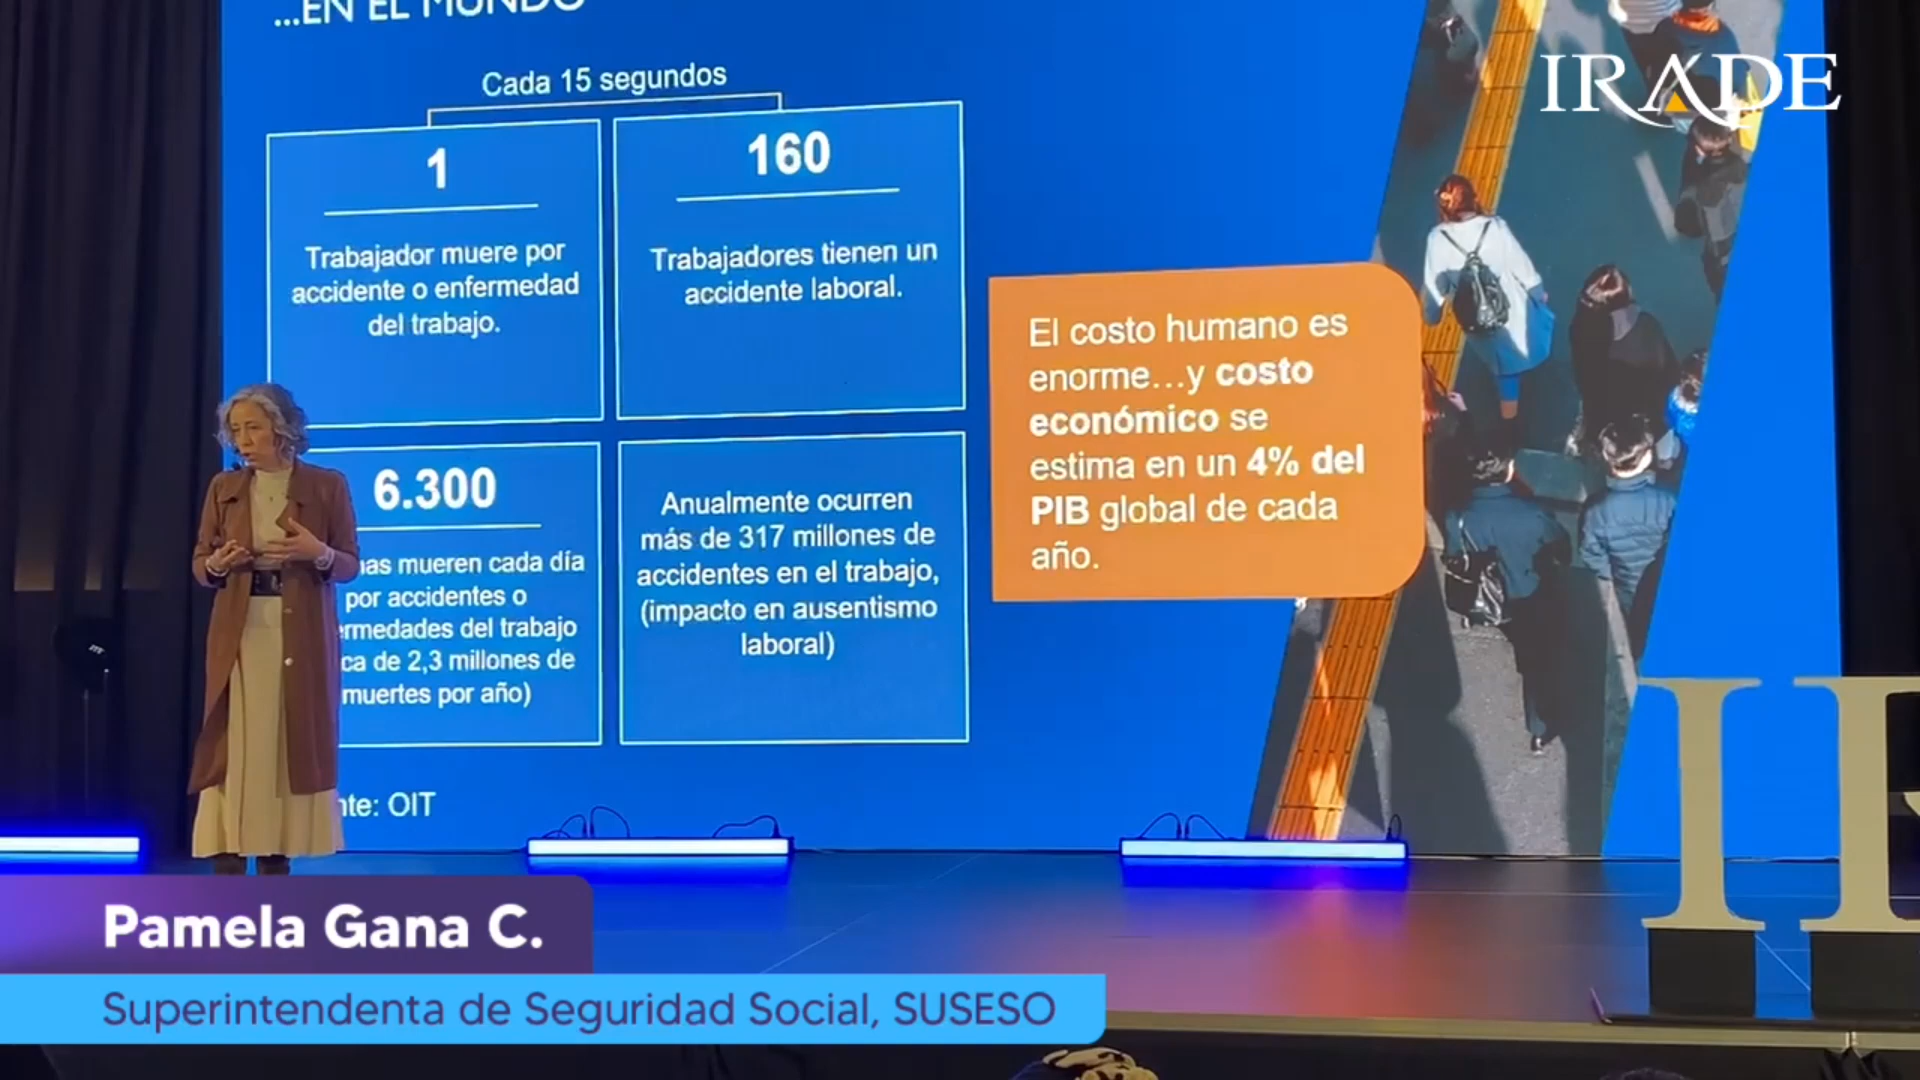 ...EN EL MUNDO
IRADE
Cada 15 segundos
1
Trabajador muere por
accidente o enfermedad
del trabajo.
160
Trabajadores tienen un
accidente laboral.
6.300
mueren cada día
por accidentes o
del trabajo
de 2,3 millones de
muertes por año)
Anualmente ocurren
más de 317 millones de
accidentes en el trabajo,
(impacto en ausentismo
laboral)
El costo humano es
enorme...y costo
económico se
estima en un 4% del
PIB global de cada
año.
OIT
Pamela Gana C.
Superintendenta de Seguridad Social, SUSESO